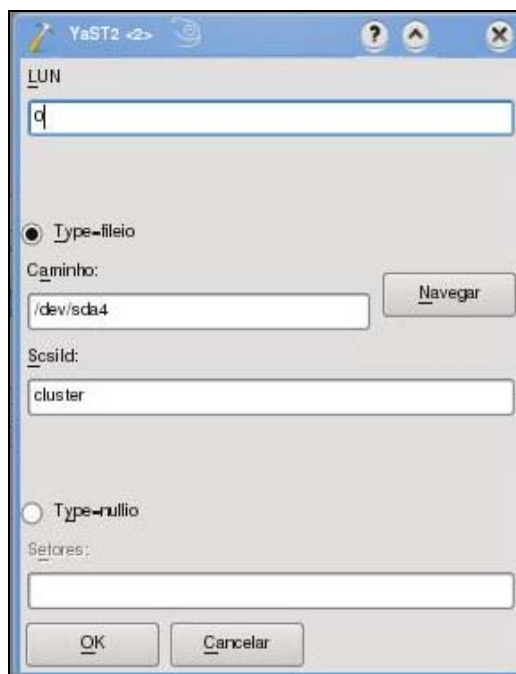 YaST2 <2>
LUN
0
Type=fileio
Caminho:
/dev/sda4
Navegar
ScsiId:
cluster
Type=nullio
Setores:
OK
Cancelar